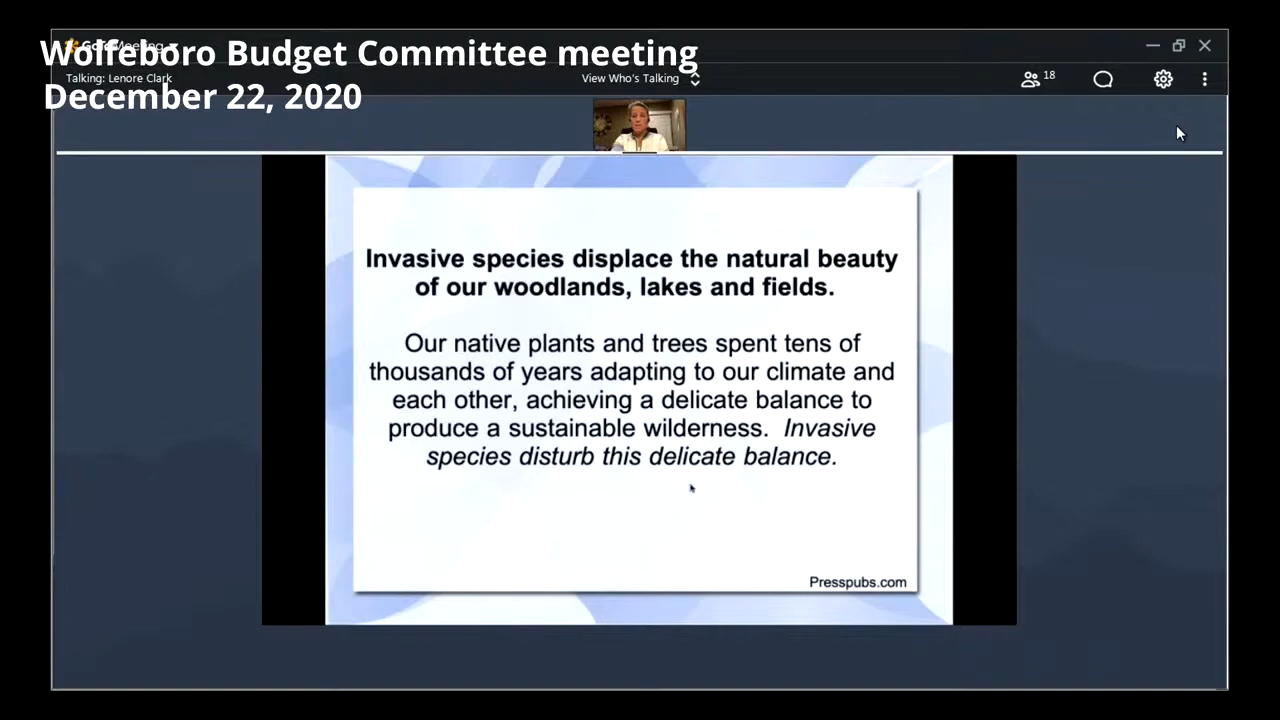 Wolfeboro Budget Committee meeting
Talking: Lenore Clark
View Who's Talking
18
December 22, 2020
Invasive species displace the natural beauty
of our woodlands, lakes and fields.
Our native plants and trees spent tens of
thousands of years adapting to our climate and
each other, achieving a delicate balance to
produce a sustainable wilderness. Invasive
species disturb this delicate balance.
Presspubs.com